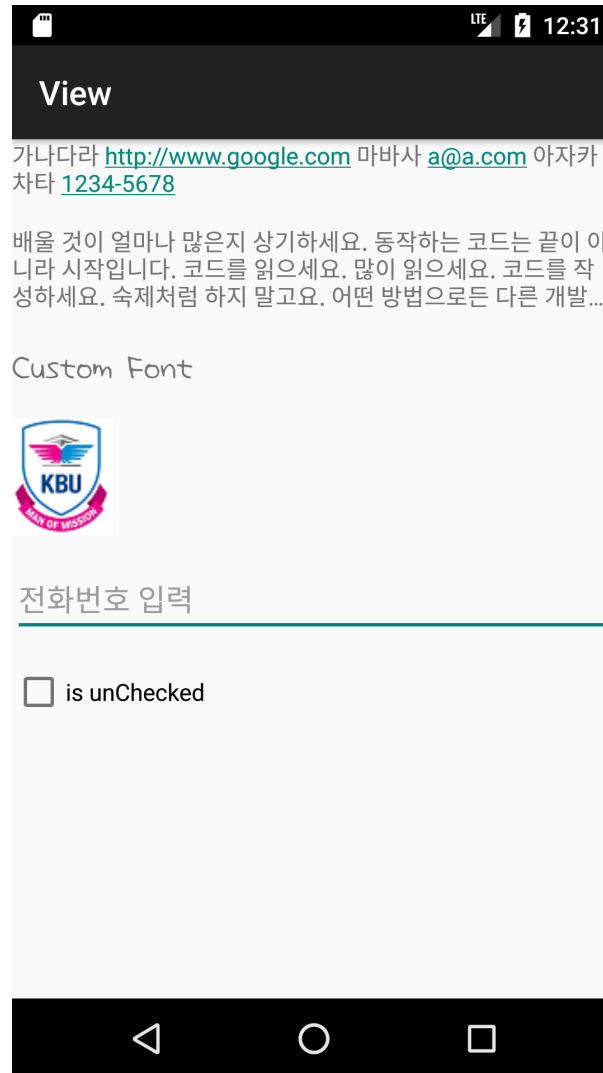 LTE 12:31
View
가나다라 http://www.google.com 마바사 a@a.com 아자카
차타 1234-5678
배울 것이 얼마나 많은지 상기하세요. 동작하는 코드는 끝이 아
니라 시작입니다. 코드를 읽으세요. 많이 읽으세요. 코드를 작
성하세요. 숙제처럼 하지 말고요. 어떤 방법으로든 다른 개발...
Custom Font
KBU
MAN OF MISSION
전화번호 입력
is unChecked